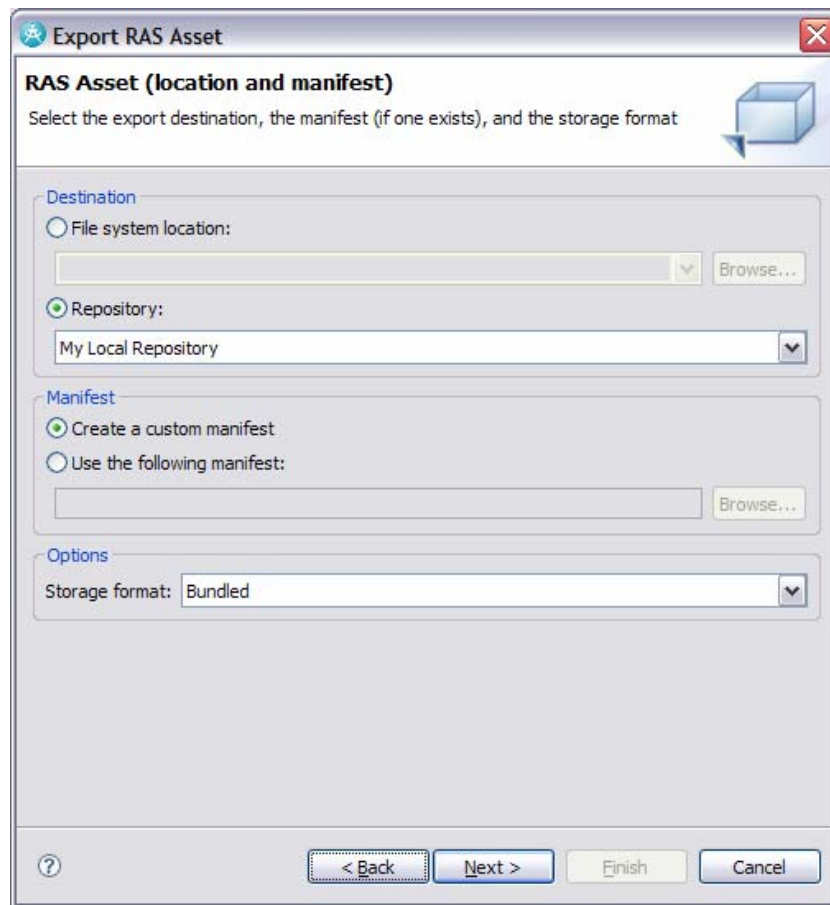 Export RAS Asset
RAS Asset (location and manifest)
Select the export destination, the manifest (if one exists), and the storage format
Destination
File system location:
Browse...
Repository:
My Local Repository
Manifest
Create a custom manifest
Use the following manifest:
Browse...
Options
Storage format: Bundled
? < Back Next > Finish Cancel